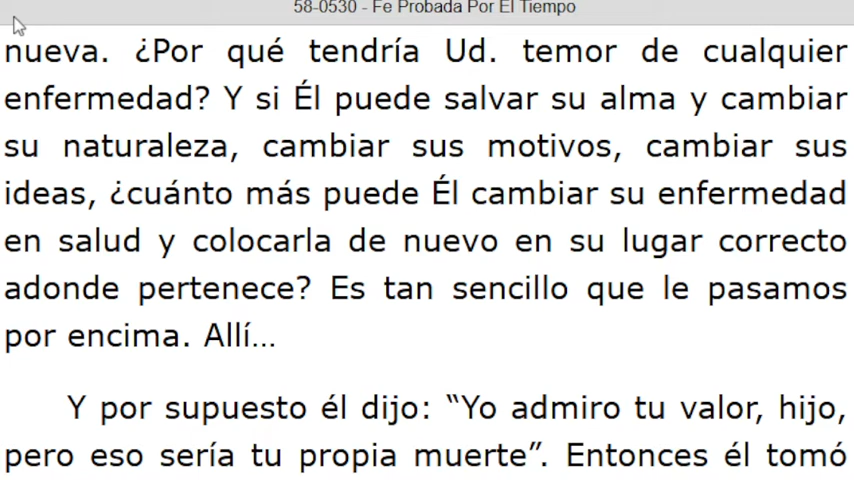 58-0530 - Fe Probada Por El Tiempo
nueva. ¿Por qué tendría Ud. temor de cualquier
enfermedad? Y si Él puede salvar su alma y cambiar
su naturaleza, cambiar sus motivos, cambiar sus
ideas, ¿cuánto más puede Él cambiar su enfermedad
en salud y colocarla de nuevo en su lugar correcto
adonde pertenece? Es tan sencillo que le pasamos
por encima. Allí...
Y por supuesto él dijo: “Yo admiro tu valor, hijo,
pero eso sería tu propia muerte”. Entonces él tomó